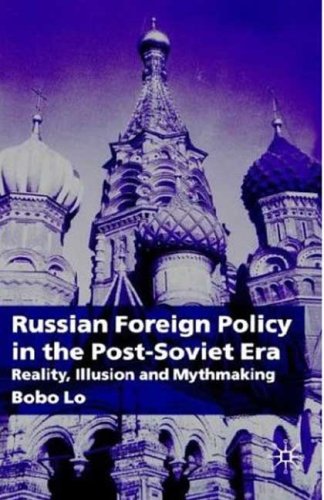 Russian Foreign Policy
in the Post-Soviet Era
Reality, Illusion and Mythmaking
Bobo Lo